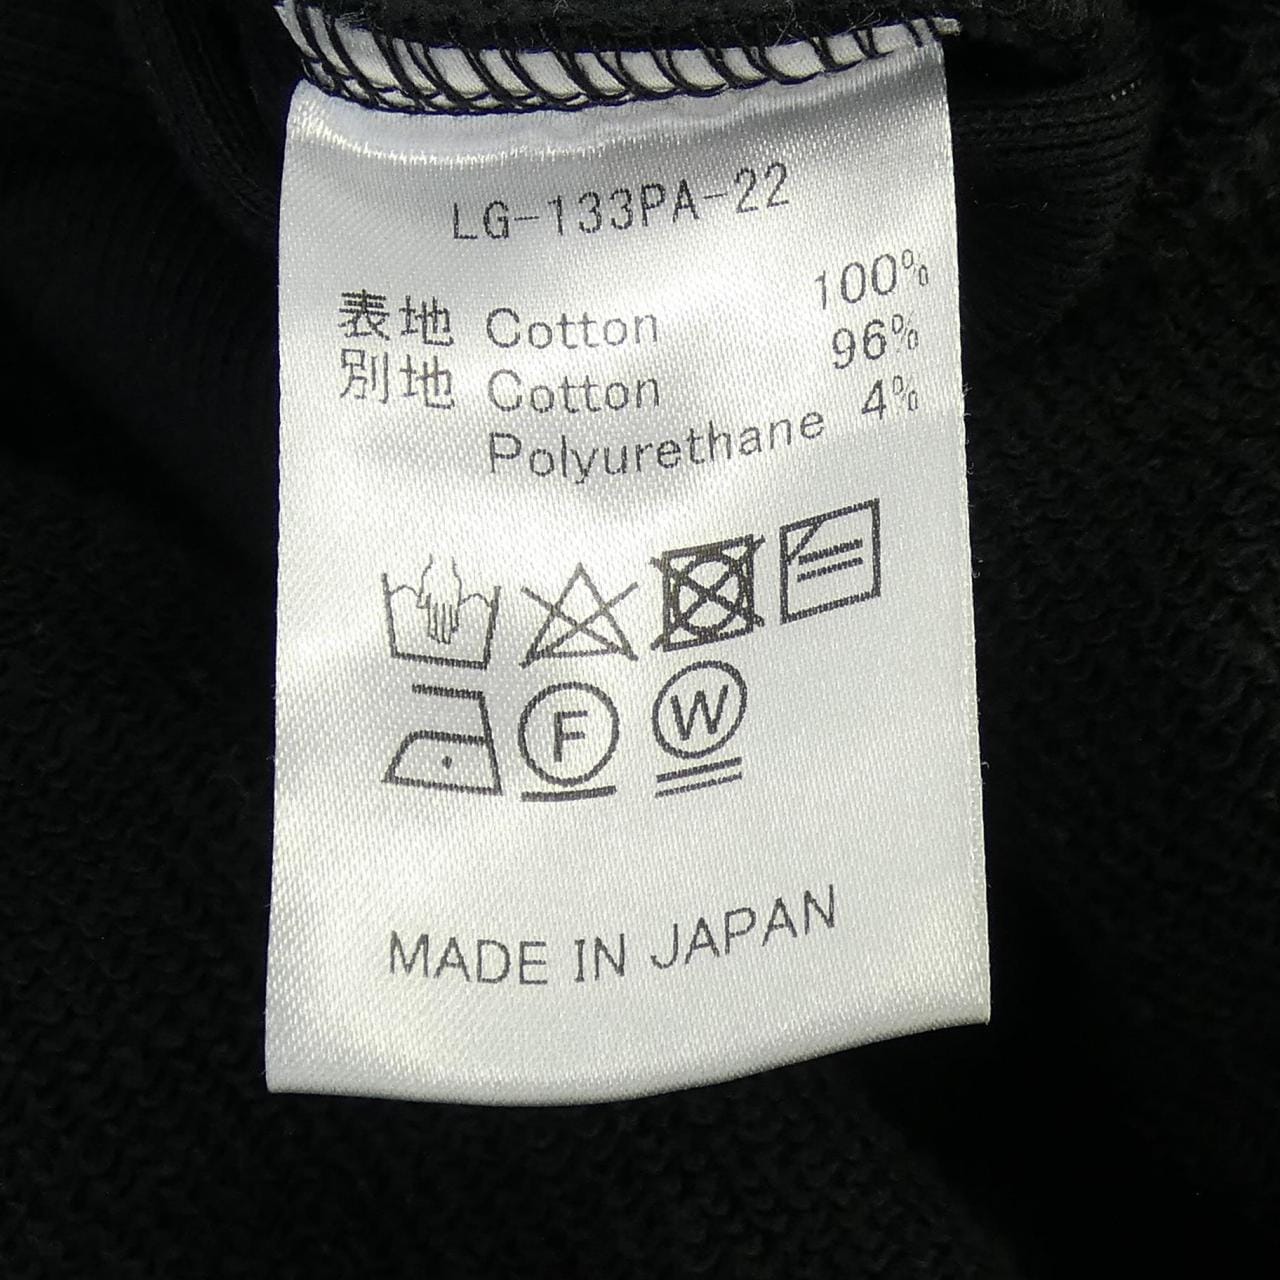 LG-133PA-22
表地 Cotton 100%
別地 Cotton 96%
Polyurethane 4%
F W
MADE IN JAPAN